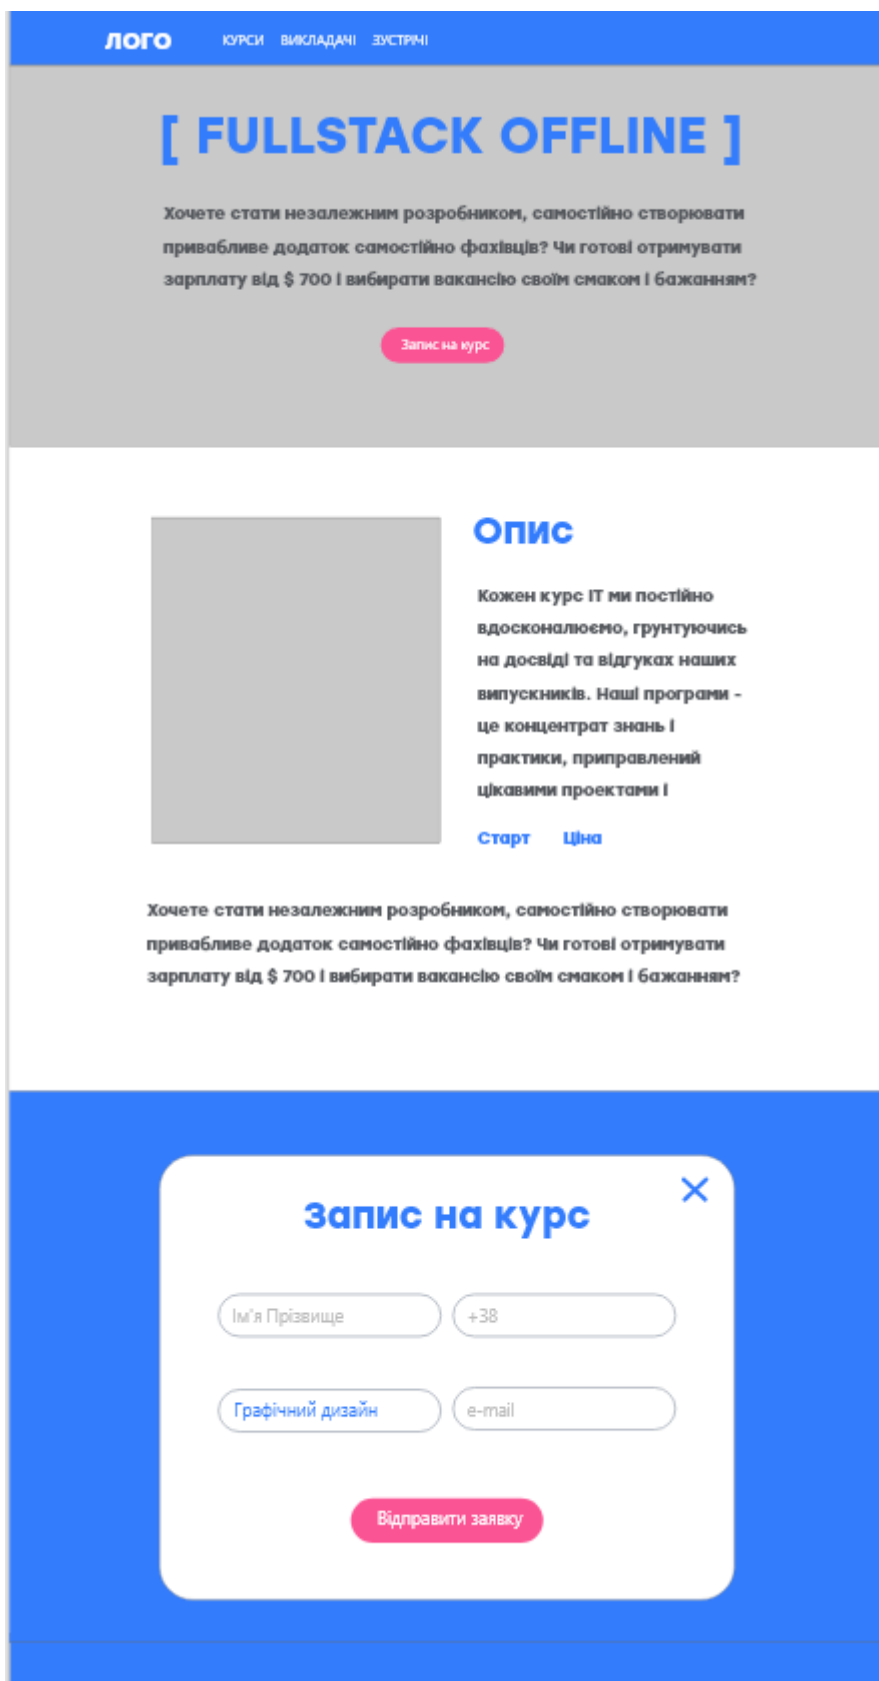 ЛОГО
КУРСИ ВИКЛАДАЧІ ЗУСТРІЧІ
[ FULLSTACK OFFLINE ]
Хочете стати незалежним розробником, самостійно створювати
привабливе додаток самостійно фахівців? Чи готові отримувати
зарплату від $ 700 і вибирати вакансію своїм смаком і бажанням?
Запис на курс
Опис
Кожен курс IT ми постійно
вдосконалюємо, грунтуючись
на досвіді та відгуках наших
випускників. Наші програми -
це концентрат знань і
практики, приправлений
цікавими проектами і
Старт Ціна
Хочете стати незалежним розробником, самостійно створювати
привабливе додаток самостійно фахівців? Чи готові отримувати
зарплату від $ 700 і вибирати вакансію своїм смаком і бажанням?
Запис на курс
Ім'я Прізвище
+38
Графічний дизайн
e-mail
Відправити заявку